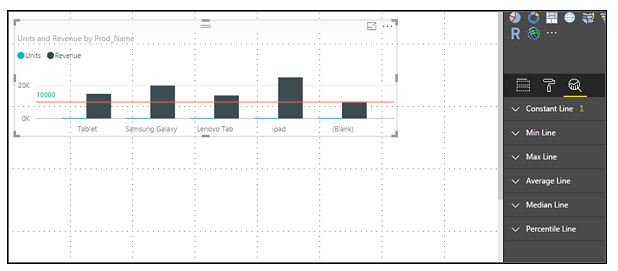 Units and Revenue by Prod_Name
Units Revenue
20K
10000
0K
Tablet Samsung Galaxy Lenovo Tab ipad (Blank)
R
Constant Line 1
Min Line
Max Line
Average Line
Median Line
Percentile Line